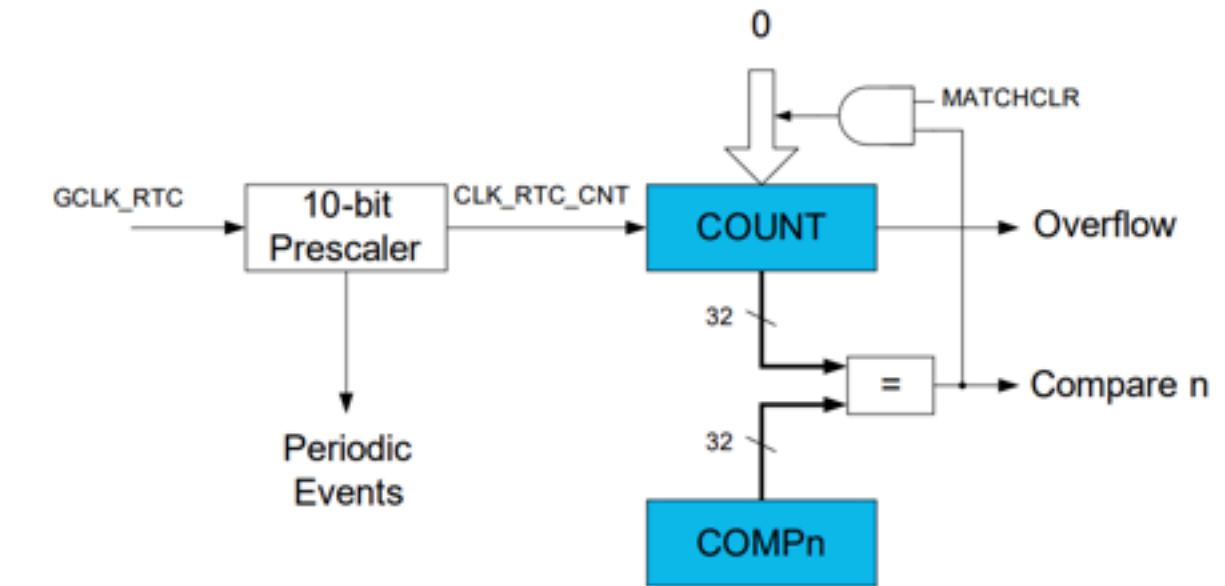 0
MATCHCLR
GCLK_RTC
10-bit
Prescaler
CLK_RTC_CNT
COUNT
Overflow
32
=
Compare n
32
Periodic
Events
COMPn